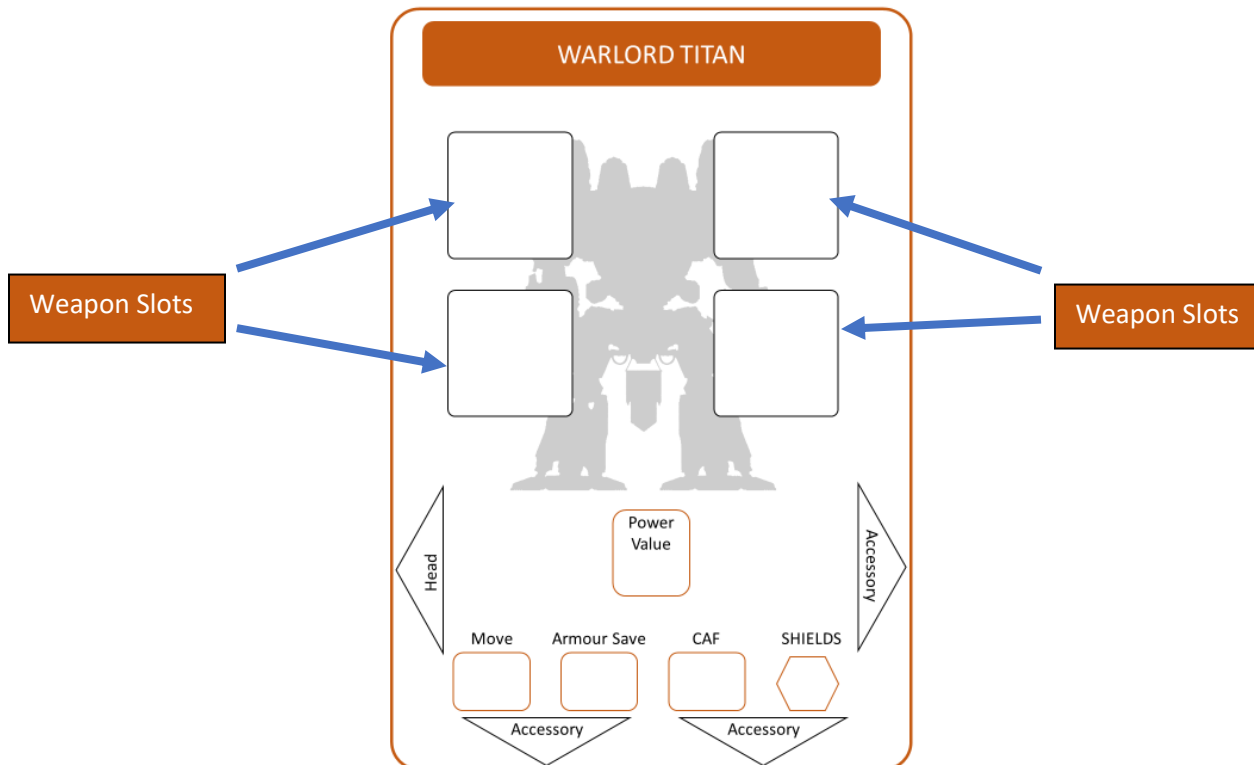 WARLORD TITAN
Weapon Slots
Weapon Slots
Power
Value
Head
Accessory
Move
Armour Save
CAF
SHIELDS
Accessory
Accessory